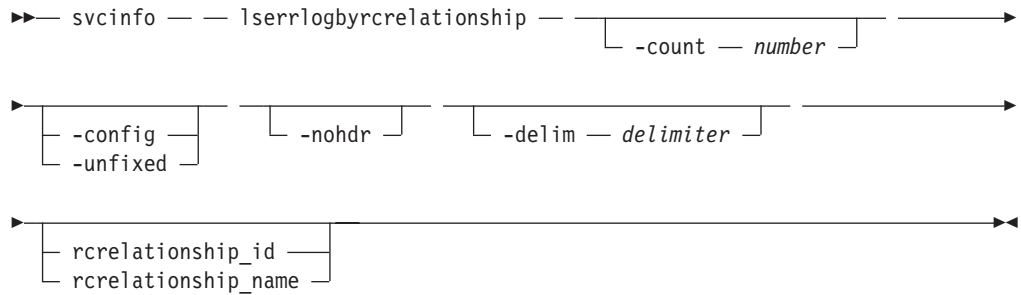 svcinfo lserrlogbyrcrelationship
-count number
-config -nohdr -delim delimiter
-unfixed
rcrelationship_id
rcrelationship_name